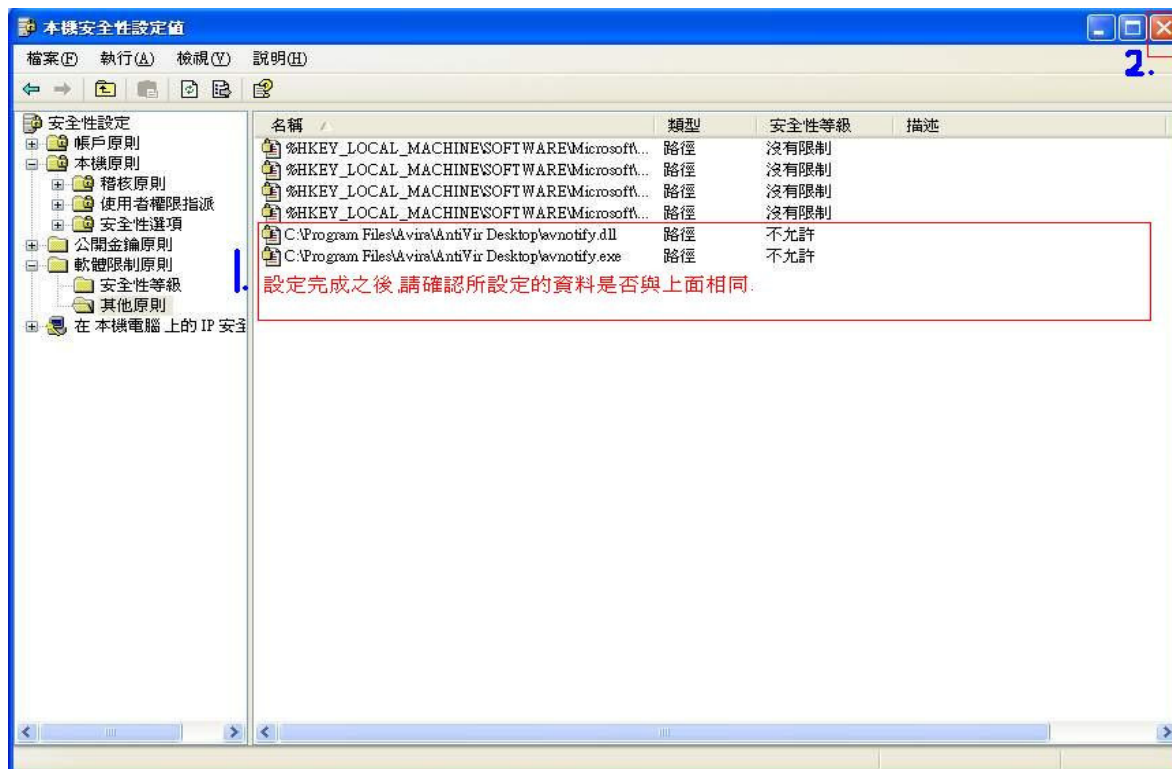 本機安全性設定值
檔案(F) 執行(A) 檢視(V) 說明(H)
2.
安全性設定
帳戶原則
本機原則
稽核原則
使用者權限指派
安全性選項
公開金鑰原則
軟體限制原則
安全性等級
其他原則
在 本機電腦 上的 IP 安全
1.
名稱 類型 安全性等級 描述
%HKEY_LOCAL_MACHINE\SOFTWARE\Microsoft\... 路徑 沒有限制
%HKEY_LOCAL_MACHINE\SOFTWARE\Microsoft\... 路徑 沒有限制
%HKEY_LOCAL_MACHINE\SOFTWARE\Microsoft\... 路徑 沒有限制
%HKEY_LOCAL_MACHINE\SOFTWARE\Microsoft\... 路徑 沒有限制
C:\Program Files\Avira\AntiVir Desktop\avnotify.dll 路徑 不允許
C:\Program Files\Avira\AntiVir Desktop\avnotify.exe 路徑 不允許
設定完成之後,請確認所設定的資料是否與上面相同.